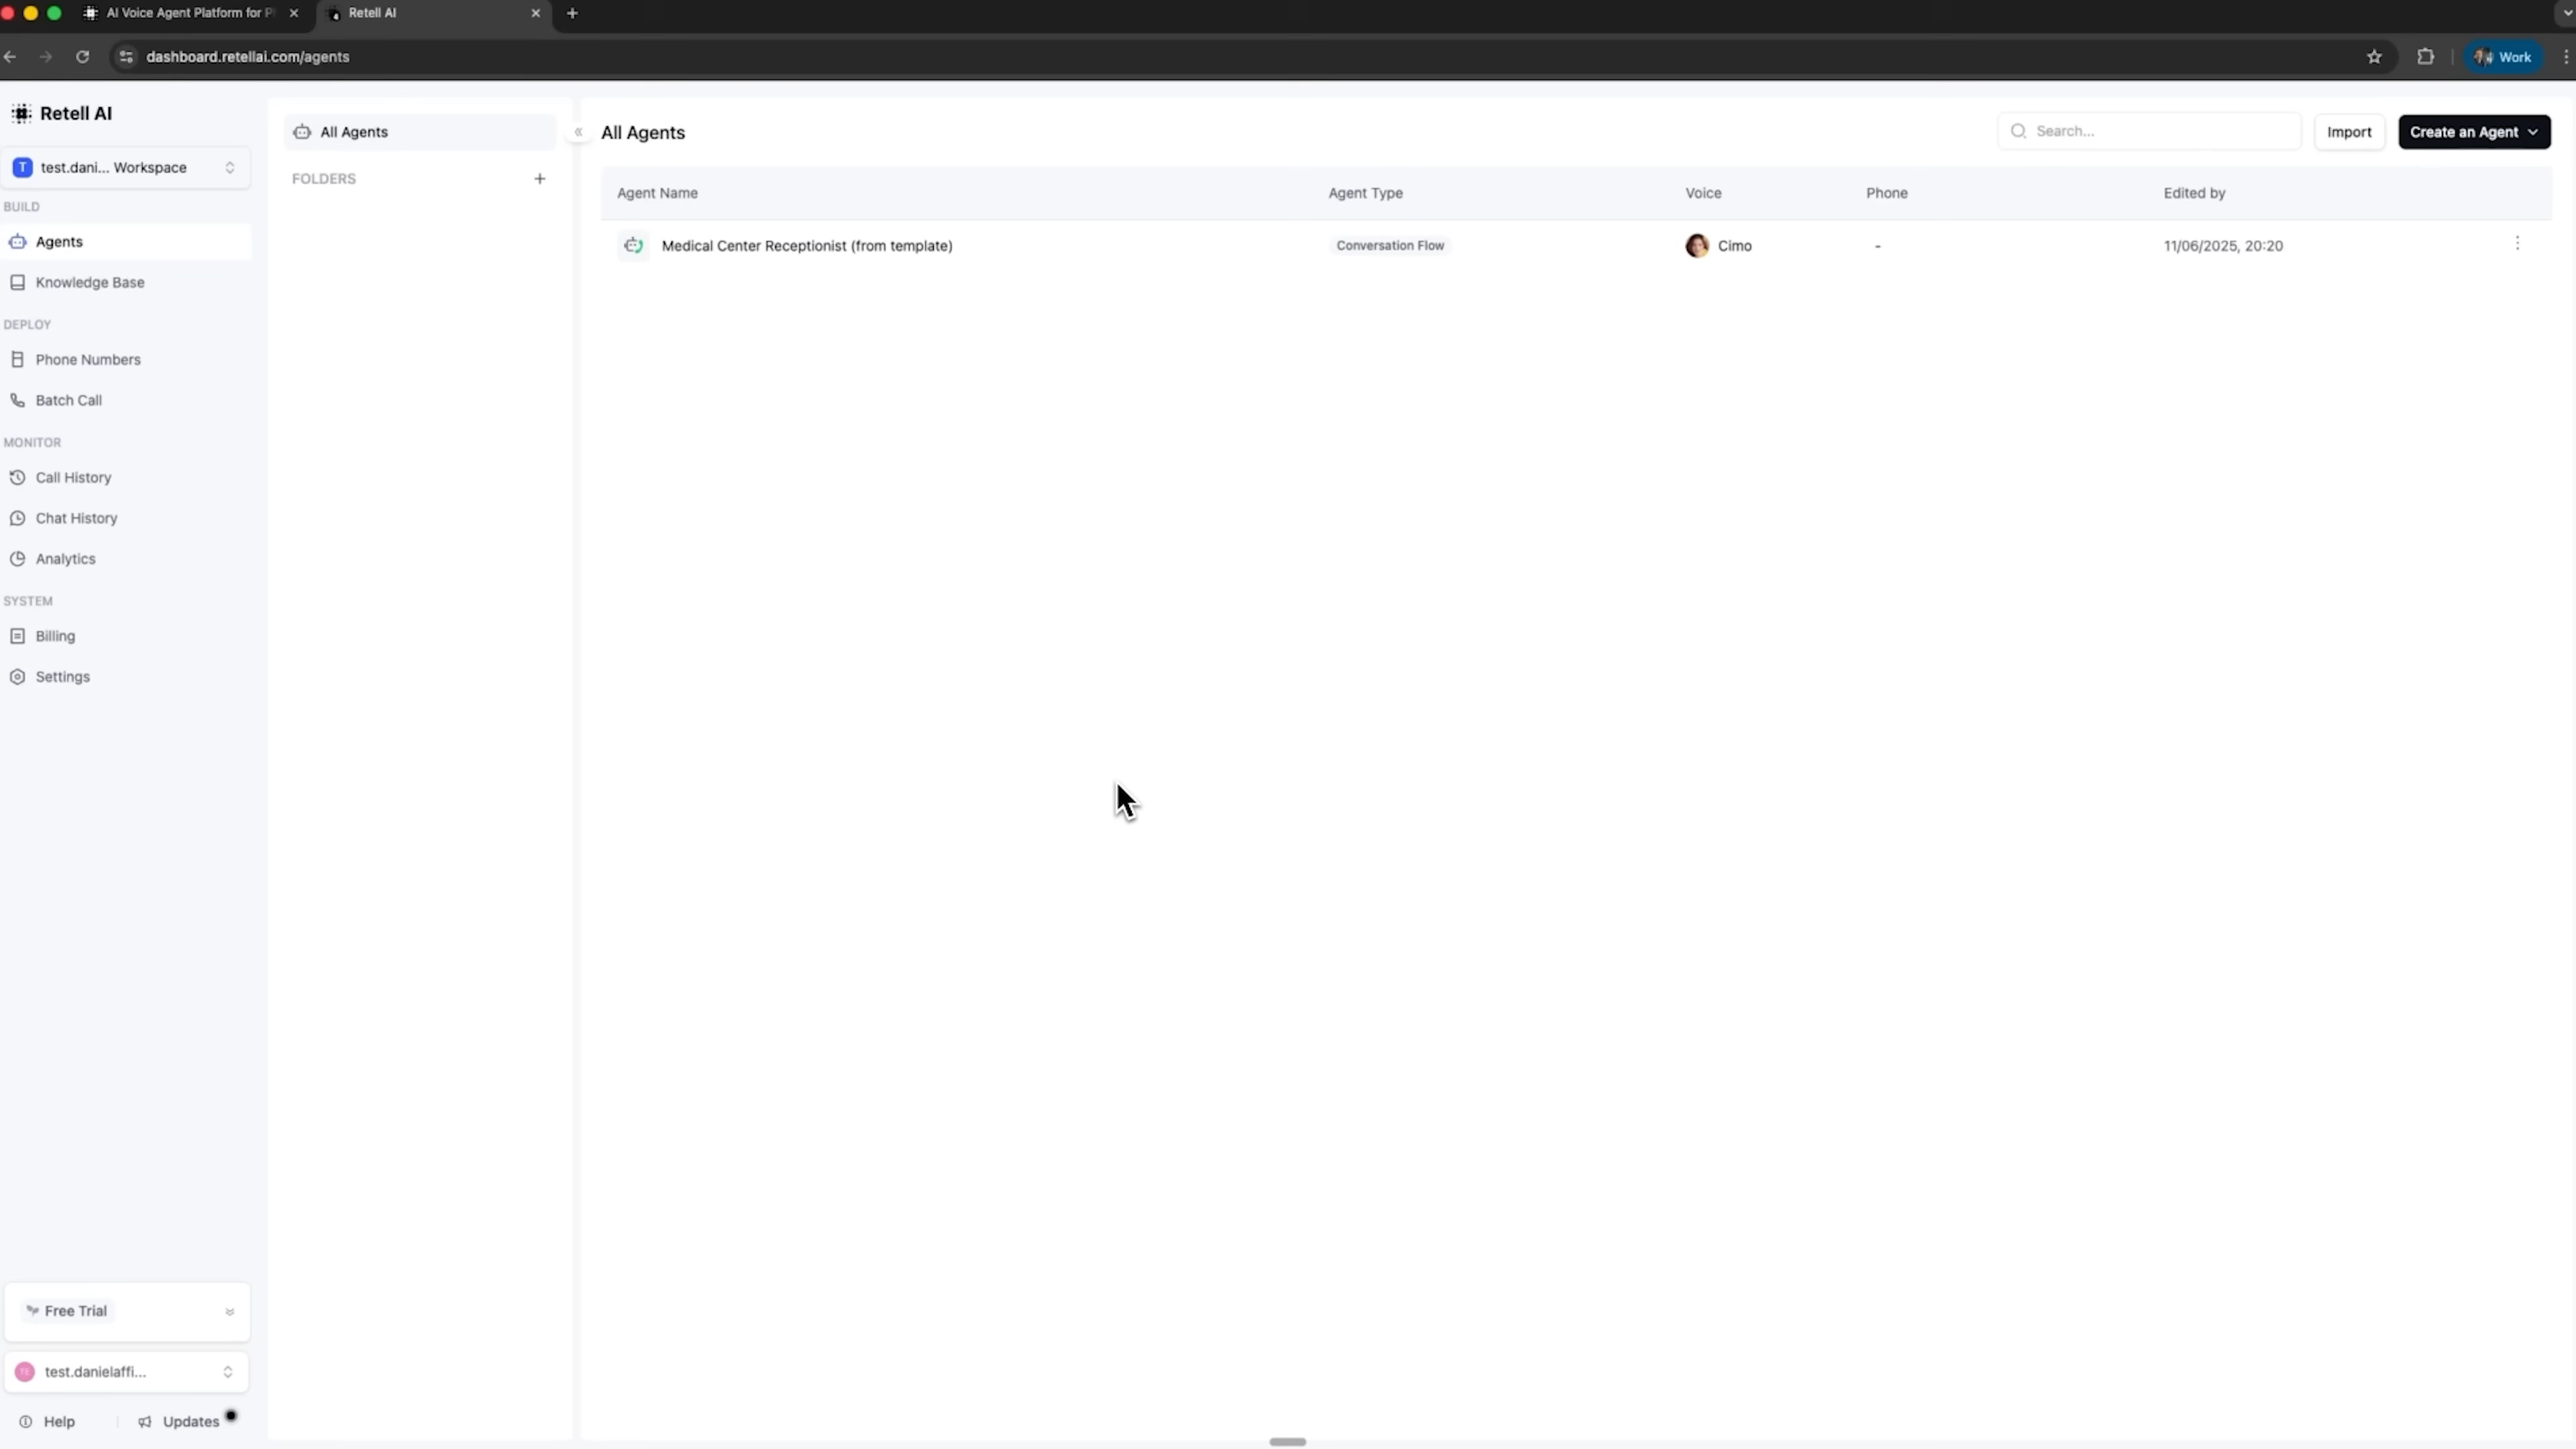 AI Voice Agent Platform for P
Retell AI
dashboard.retellai.com/agents
Work
Retell AI
T test.dani... Workspace
BUILD
Agents
Knowledge Base
DEPLOY
Phone Numbers
Batch Call
MONITOR
Call History
Chat History
Analytics
SYSTEM
Billing
Settings
Free Trial
TE test.danielaffi...
Help
Updates
All Agents
FOLDERS
All Agents
Search...
Import
Create an Agent
Agent Name Agent Type Voice Phone Edited by
Medical Center Receptionist (from template) Conversation Flow Cimo - 11/06/2025, 20:20